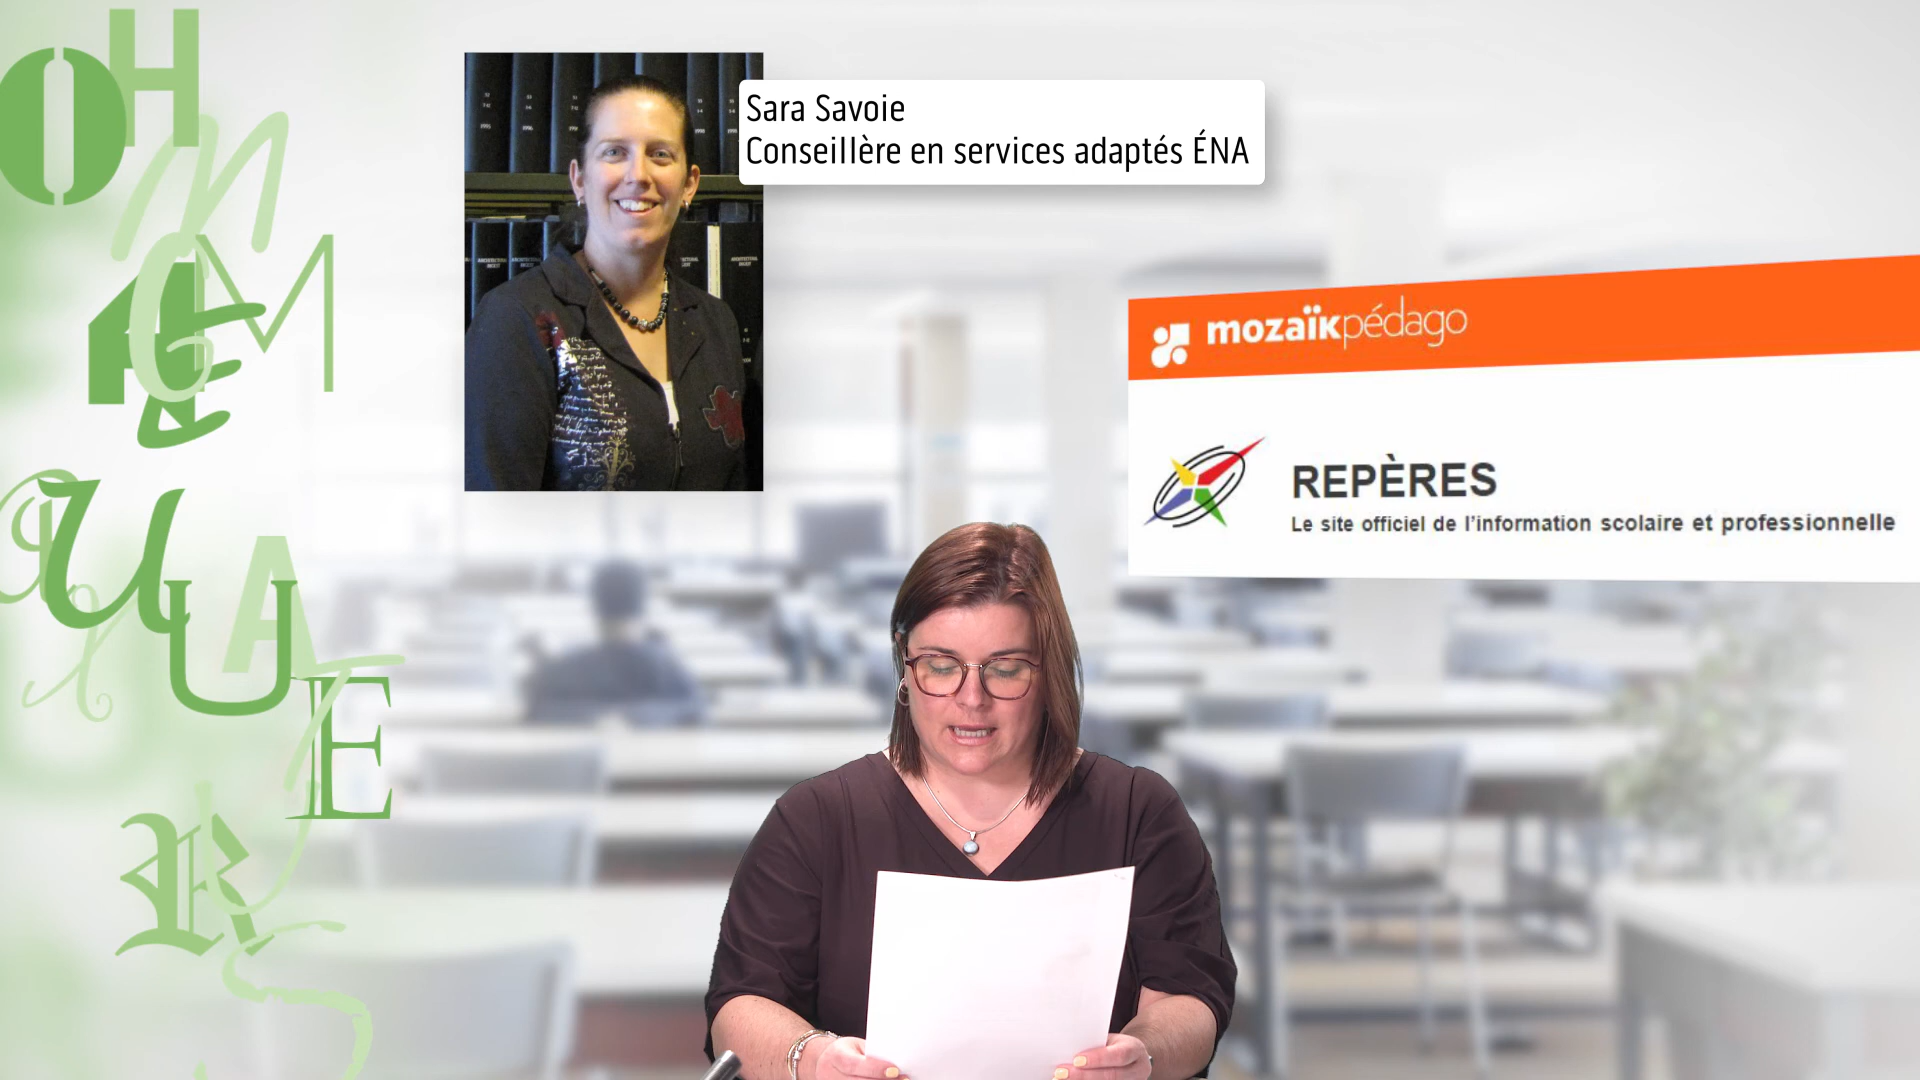 Sara Savoie
Conseillère en services adaptés ÉNA
mozaïkpédago
REPÈRES
Le site officiel de l'information scolaire et professionnelle
O
H
M
G
M
U
U
A
E
R
S